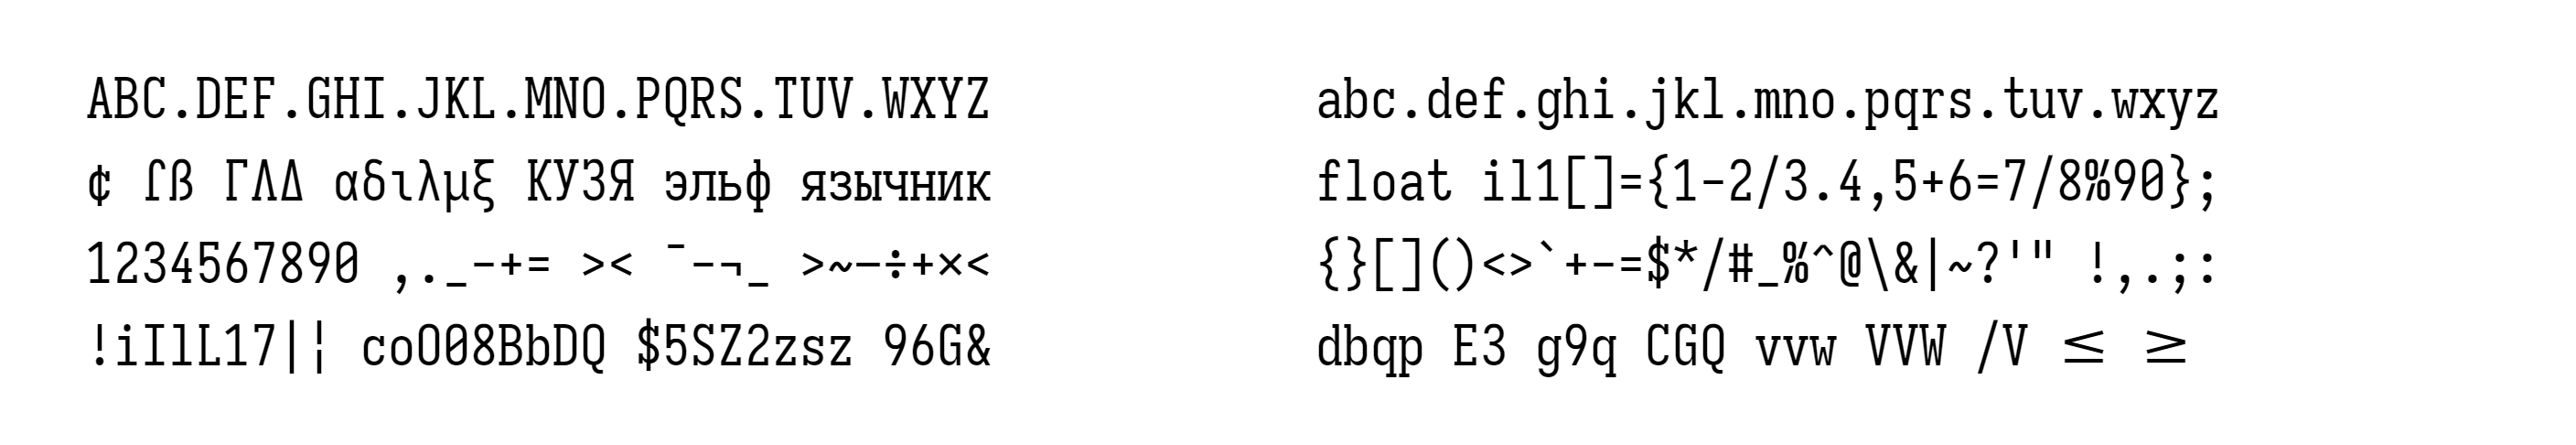 ABC.DEF.GHI.JKL.MNO.PQRS.TUV.WXYZ
¢ ſß ΓΛΔ αδιλμξ КУЗЯ эльф язычник
1234567890 ,._-+= >< ¯-¬_ >~–÷+×<
!iIlL17|¦ coO08BbDQ $5SZ2zsz 96G&
abc.def.ghi.jkl.mno.pqrs.tuv.wxyz
float il1[]={1-2/3.4,5+6=7/8%90};
{}[]()<>`+-=$*/#_%^@\&|~?'" !,.;:
dbqp E3 g9q CGQ vvw VVW /V ≤ ≥